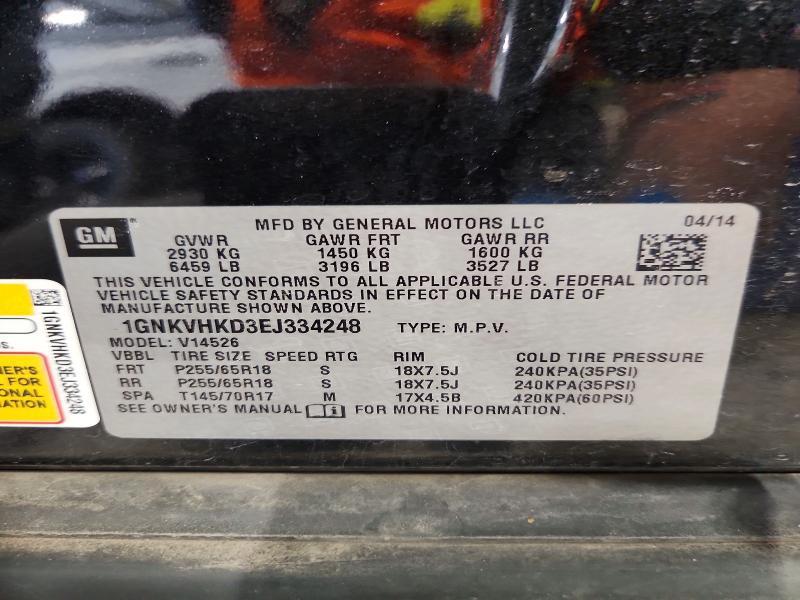 GM
MFD BY GENERAL MOTORS LLC
04/14
GVWR GAWR FRT GAWR RR
2930 KG 1450 KG 1600 KG
6459 LB 3196 LB 3527 LB
THIS VEHICLE CONFORMS TO ALL APPLICABLE U.S. FEDERAL MOTOR
VEHICLE SAFETY STANDARDS IN EFFECT ON THE DATE OF
MANUFACTURE SHOWN ABOVE.
1GNKVHKD3EJ334248 TYPE: M.P.V.
MODEL: V14526
VBBL TIRE SIZE SPEED RTG RIM COLD TIRE PRESSURE
FRT P255/65R18 S 18X7.5J 240KPA(35PSI)
RR P255/65R18 S 18X7.5J 240KPA(35PSI)
SPA T145/70R17 M 17X4.5B 420KPA(60PSI)
SEE OWNER'S MANUAL FOR MORE INFORMATION
1GNKVHKD3EJ334248
ER'S
FOR
ONAL
ATION